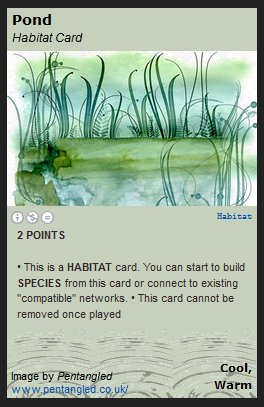 Pond
Habitat Card
Habitat
2 POINTS
• This is a HABITAT card. You can start to build
SPECIES from this card or connect to existing
"compatible" networks. • This card cannot be
removed once played
Cool,
Warm
Image by Pentangled
www.pentangled.co.uk/